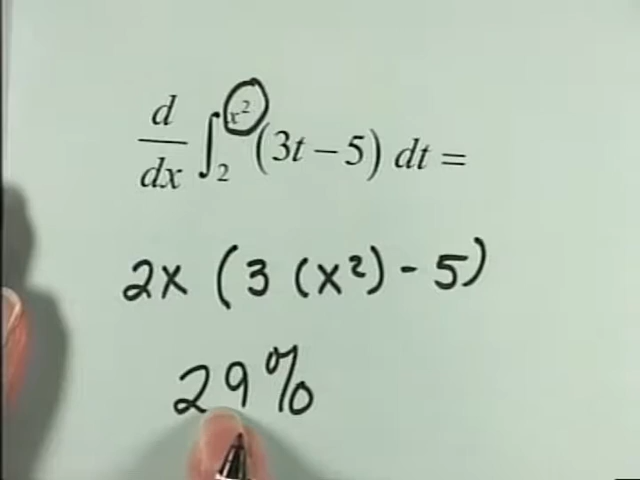 d/dx ∫₂^{x²} (3t − 5) dt =
2x (3 (x²) - 5)
29%